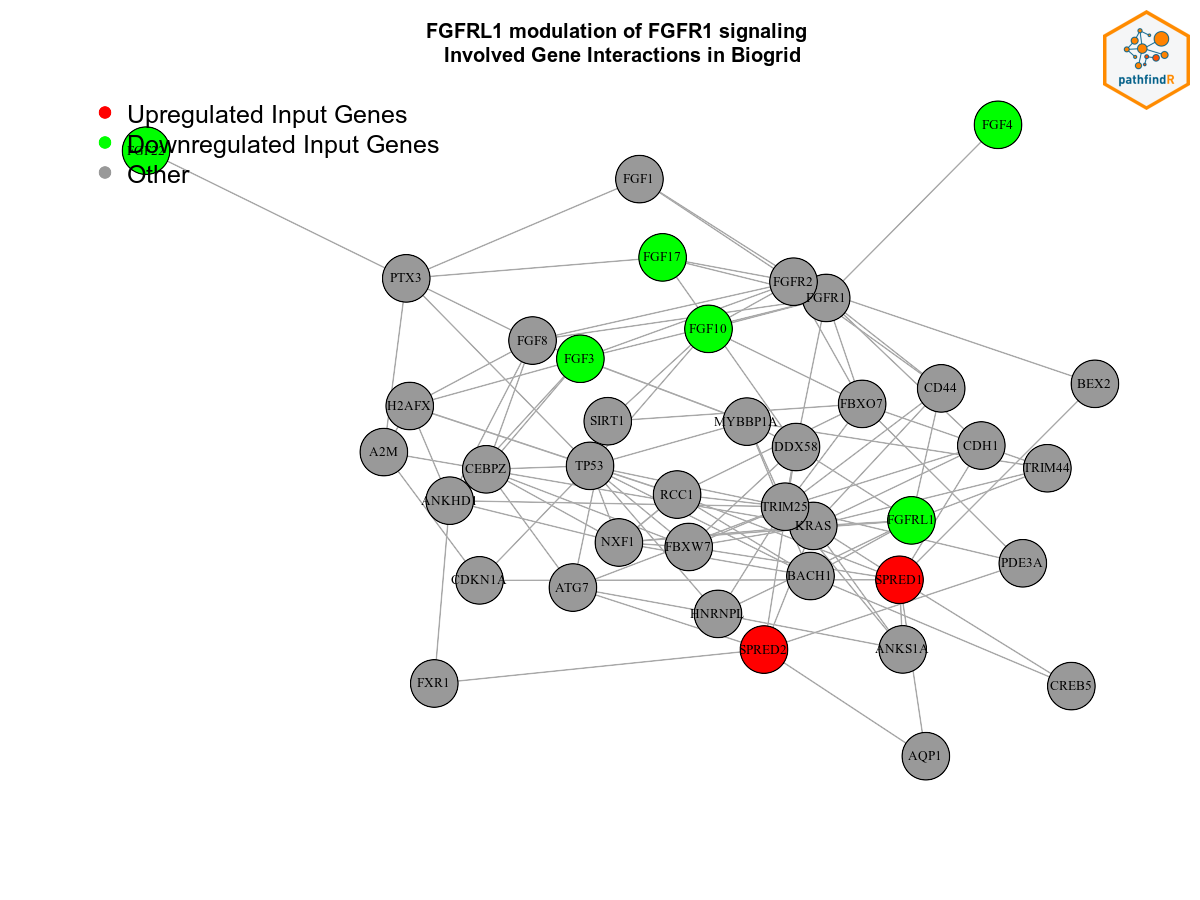 FGFRL1 modulation of FGFR1 signaling
Involved Gene Interactions in Biogrid
pathfindR
Upregulated Input Genes
Downregulated Input Genes
Other
FGF22
FGF4
FGF1
FGF17
PTX3
FGFR2
FGFR1
FGF10
FGF8
FGF3
BEX2
CD44
H2AFX
FBXO7
SIRT1
MYBBP1A
A2M
DDX58
CDH1
CEBPZ
TP53
TRIM44
ANKHD1
RCC1
TRIM25
KRAS
FGFRL1
NXF1
FBXW7
PDE3A
CDKN1A
ATG7
BACH1
SPRED1
HNRNPL
SPRED2
ANKS1A
FXR1
CREB5
AQP1